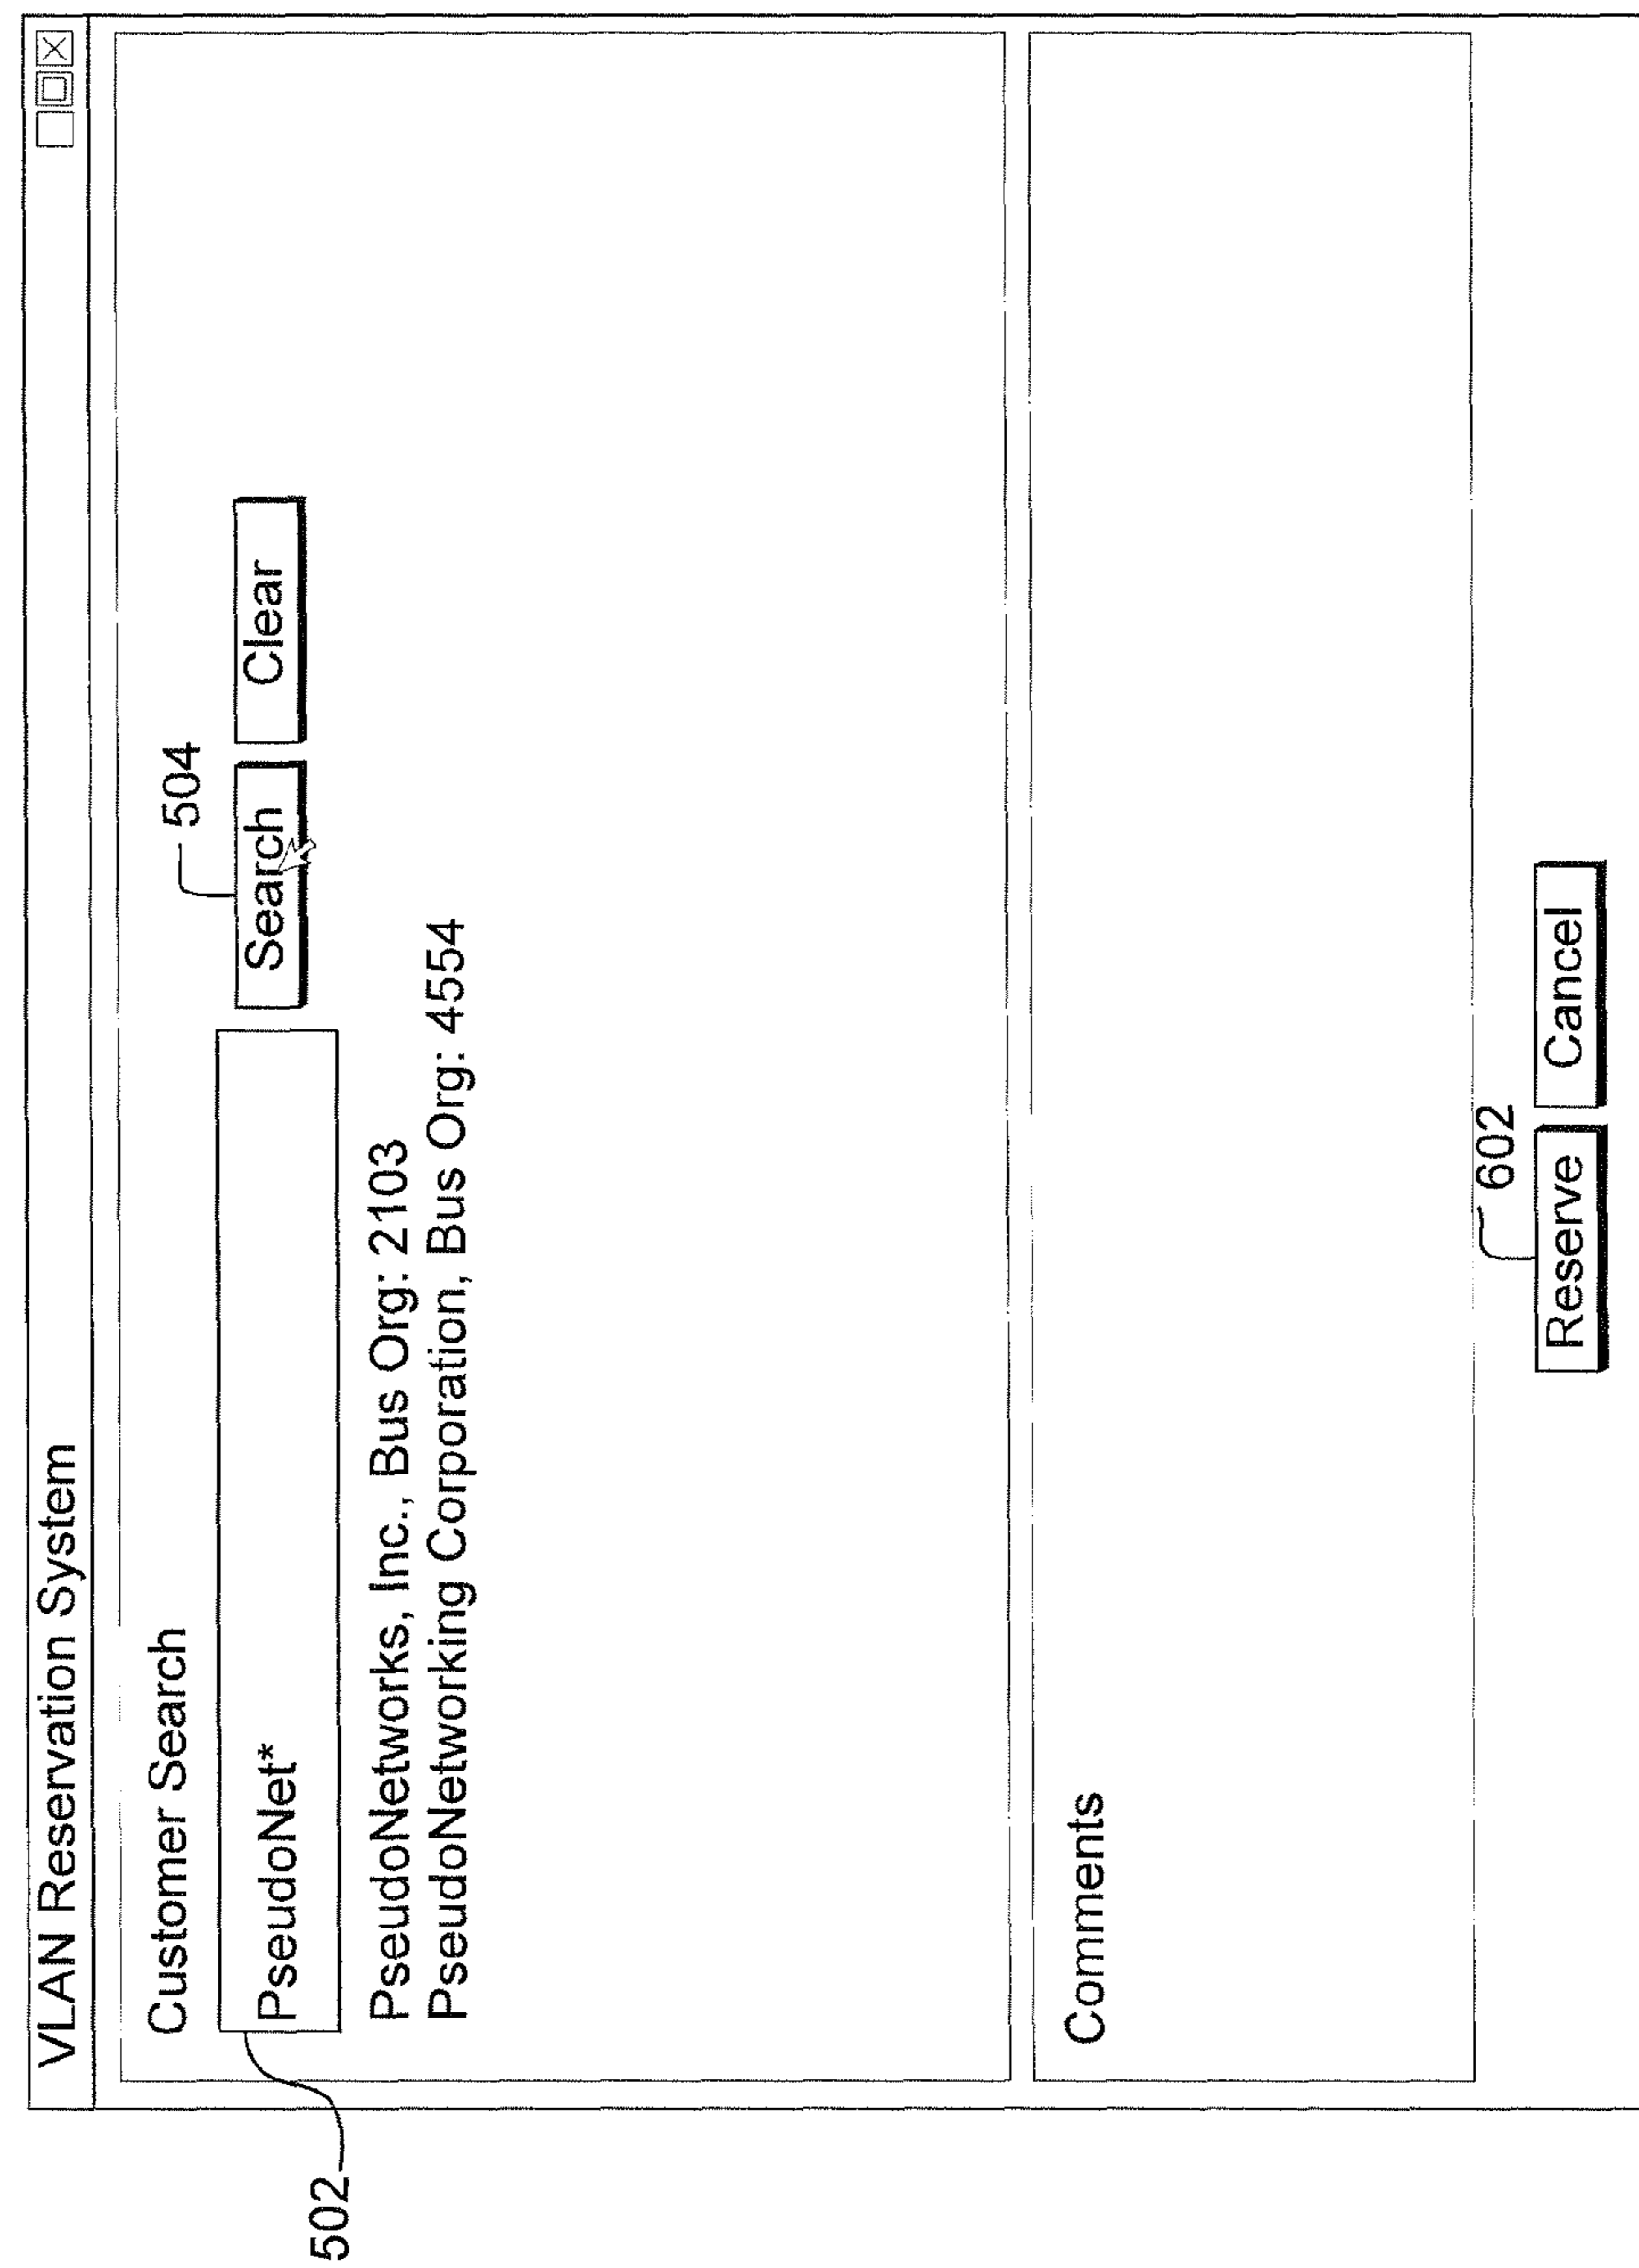 VLAN Reservation System
Customer Search
504
PseudoNet*
Search
Clear
502
PseudoNetworks, Inc., Bus Org: 2103
PseudoNetworking Corporation, Bus Org: 4554
Comments
602
Reserve
Cancel